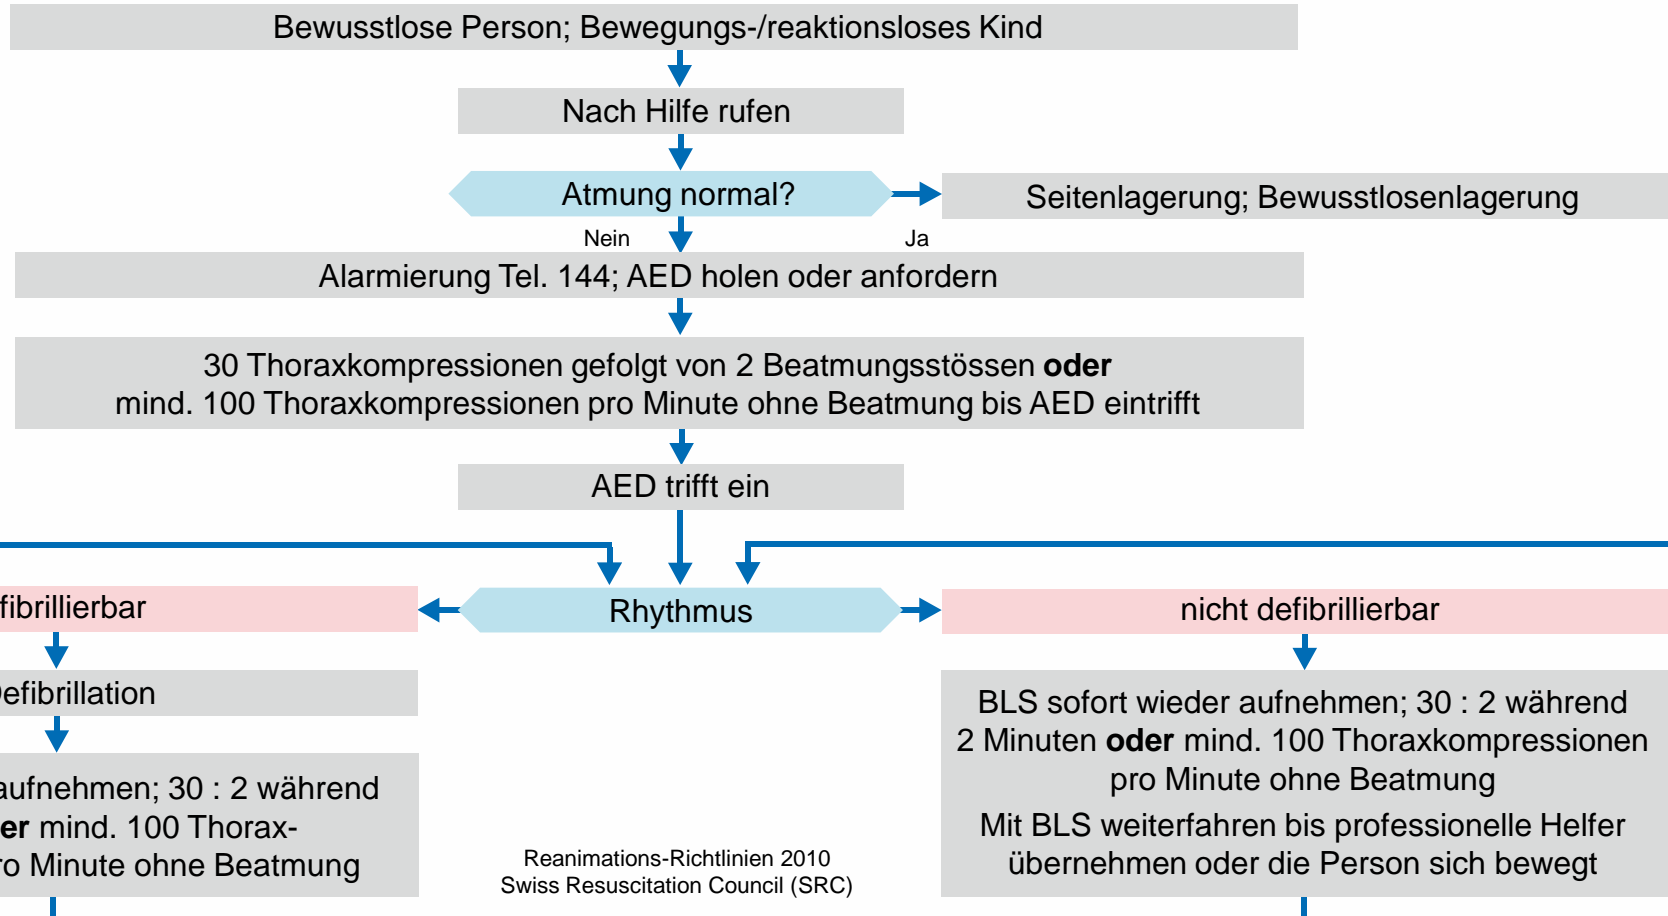 Bewusstlose Person; Bewegungs-/reaktionsloses Kind
Nach Hilfe rufen
Atmung normal?
Seitenlagerung; Bewusstlosenlagerung
Nein
Ja
Alarmierung Tel. 144; AED holen oder anfordern
30 Thoraxkompressionen gefolgt von 2 Beatmungsstössen oder
mind. 100 Thoraxkompressionen pro Minute ohne Beatmung bis AED eintrifft
AED trifft ein
fibrillierbar
Rhythmus
nicht defibrillierbar
efibrillation
aufnehmen; 30 : 2 während
er mind. 100 Thorax-
ro Minute ohne Beatmung
BLS sofort wieder aufnehmen; 30 : 2 während
2 Minuten oder mind. 100 Thoraxkompressionen
pro Minute ohne Beatmung
Mit BLS weiterfahren bis professionelle Helfer
übernehmen oder die Person sich bewegt
Reanimations-Richtlinien 2010
Swiss Resuscitation Council (SRC)